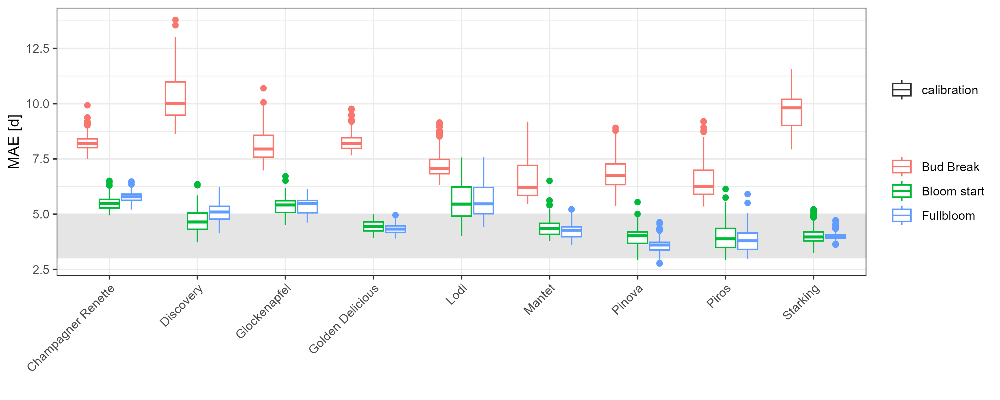 MAE [d]
12.5
10.0
7.5
5.0
2.5
Champagner Renette
Discovery
Glockenapfel
Golden Delicious
Lodi
Mantet
Pinova
Piros
Starking
calibration
Bud Break
Bloom start
Fullbloom